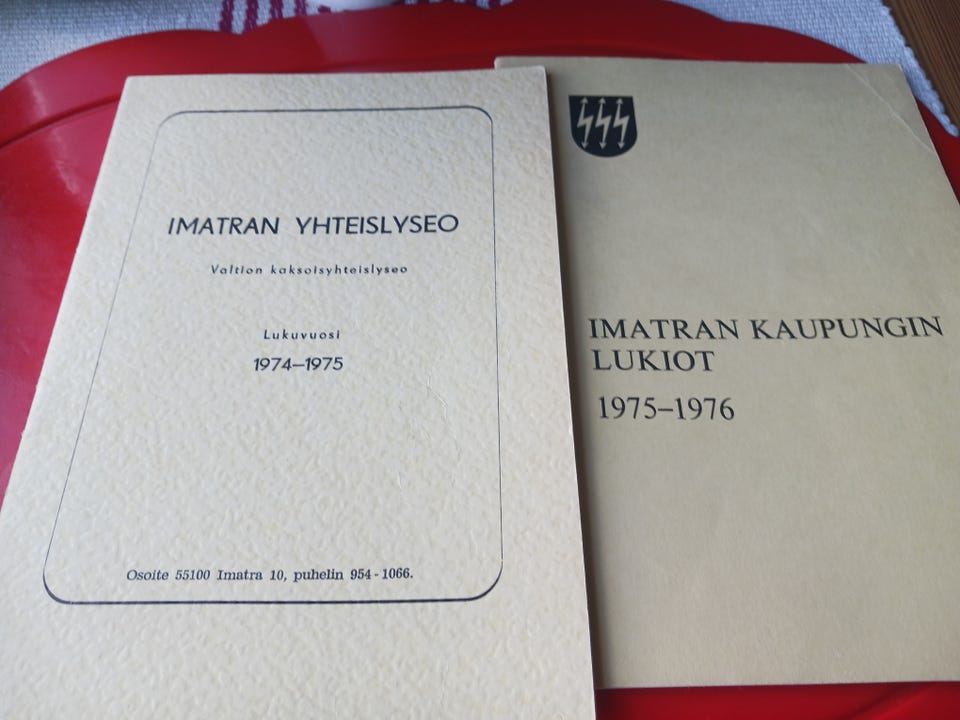 IMATRAN YHTEISLYSEO
Valtion kaksoisyhteislyseo
Lukuvuosi
1974—1975
Osoite 55100 Imatra 10, puhelin 954-1066.
IMATRAN KAUPUNGIN
LUKIOT
1975–1976